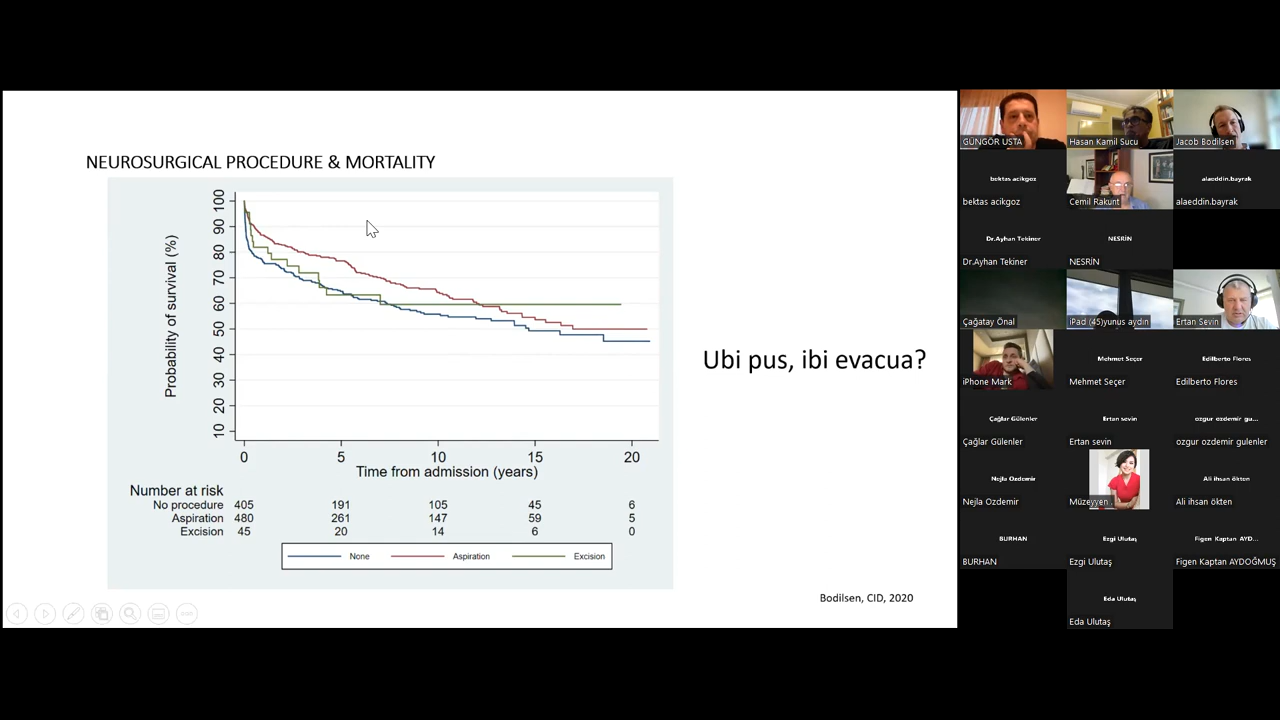 NEUROSURGICAL PROCEDURE & MORTALITY
Probability of survival (%)
100
90
80
70
60
50
40
30
20
10
0 5 10 15 20
Time from admission (years)
Number at risk
No procedure 405 191 105 45 6
Aspiration 480 261 147 59 5
Excision 45 20 14 6 0
None Aspiration Excision
Ubi pus, ibi evacua?
Bodilsen, CID, 2020
GÜNGÖR USTA
Hasan Kamil Sucu
Jacob Bodilsen
bektas acikgoz
bektas acikgoz
Cemil Rakunt
alaeddin.bayrak
alaeddin.bayrak
Dr.Ayhan Tekiner
Dr.Ayhan Tekiner
NESRİN
NESRİN
Çağatay Önal
iPad (45)yunus aydın
Ertan Sevin
iPhone Mark
Mehmet Seçer
Mehmet Seçer
Edilberto Flores
Edilberto Flores
Çağlar Gülenler
Çağlar Gülenler
Ertan sevin
Ertan sevin
ozgur ozdemir gu...
ozgur ozdemir gulenler
Nejla Ozdemir
Nejla Ozdemir
Müzeyyen .
Ali ihsan ökten
Ali ihsan ökten
BURHAN
BURHAN
Ezgi Ulutaş
Ezgi Ulutaş
Figen Kaptan AYD...
Figen Kaptan AYDOĞMUŞ
Eda Ulutaş
Eda Ulutaş